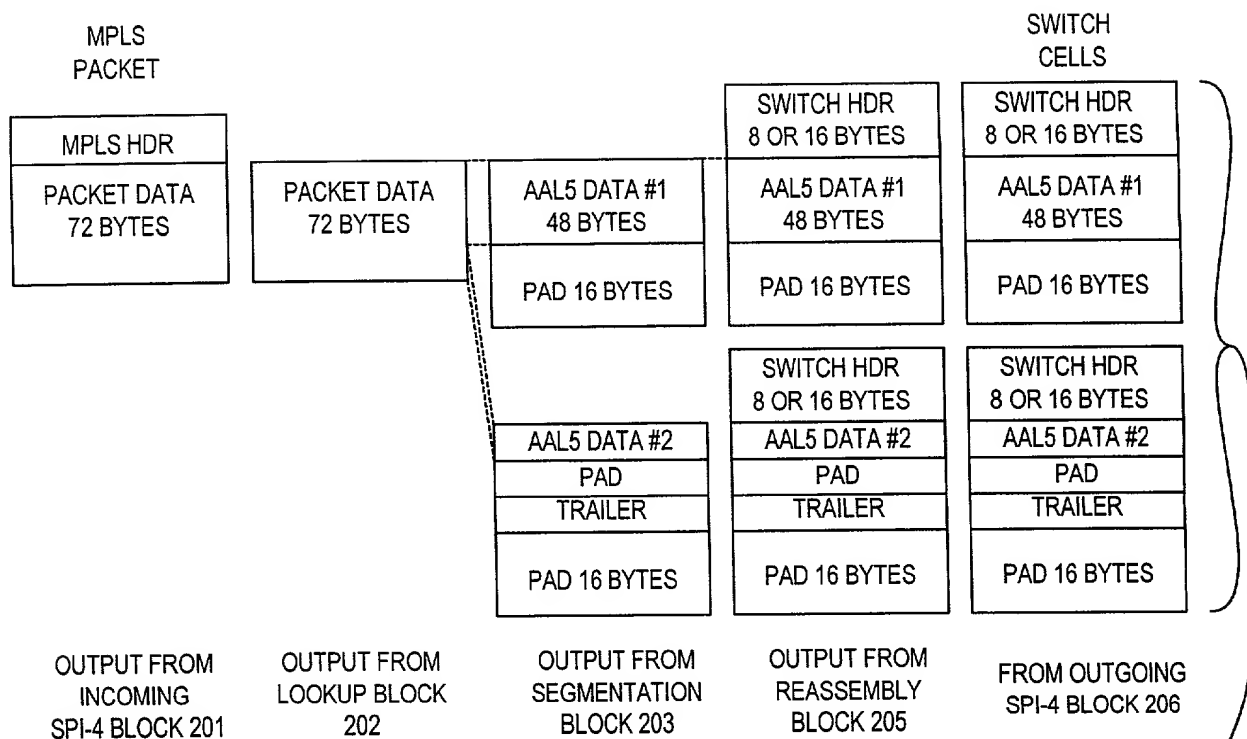 MPLS
PACKET
MPLS HDR
PACKET DATA
72 BYTES
OUTPUT FROM
INCOMING
SPI-4 BLOCK 201
PACKET DATA
72 BYTES
OUTPUT FROM
LOOKUP BLOCK
202
AAL5 DATA #1
48 BYTES
PAD 16 BYTES
AAL5 DATA #2
PAD
TRAILER
PAD 16 BYTES
OUTPUT FROM
SEGMENTATION
BLOCK 203
SWITCH HDR
8 OR 16 BYTES
AAL5 DATA #1
48 BYTES
PAD 16 BYTES
SWITCH HDR
8 OR 16 BYTES
AAL5 DATA #2
PAD
TRAILER
PAD 16 BYTES
OUTPUT FROM
REASSEMBLY
BLOCK 205
SWITCH
CELLS
SWITCH HDR
8 OR 16 BYTES
AAL5 DATA #1
48 BYTES
PAD 16 BYTES
SWITCH HDR
8 OR 16 BYTES
AAL5 DATA #2
PAD
TRAILER
PAD 16 BYTES
FROM OUTGOING
SPI-4 BLOCK 206